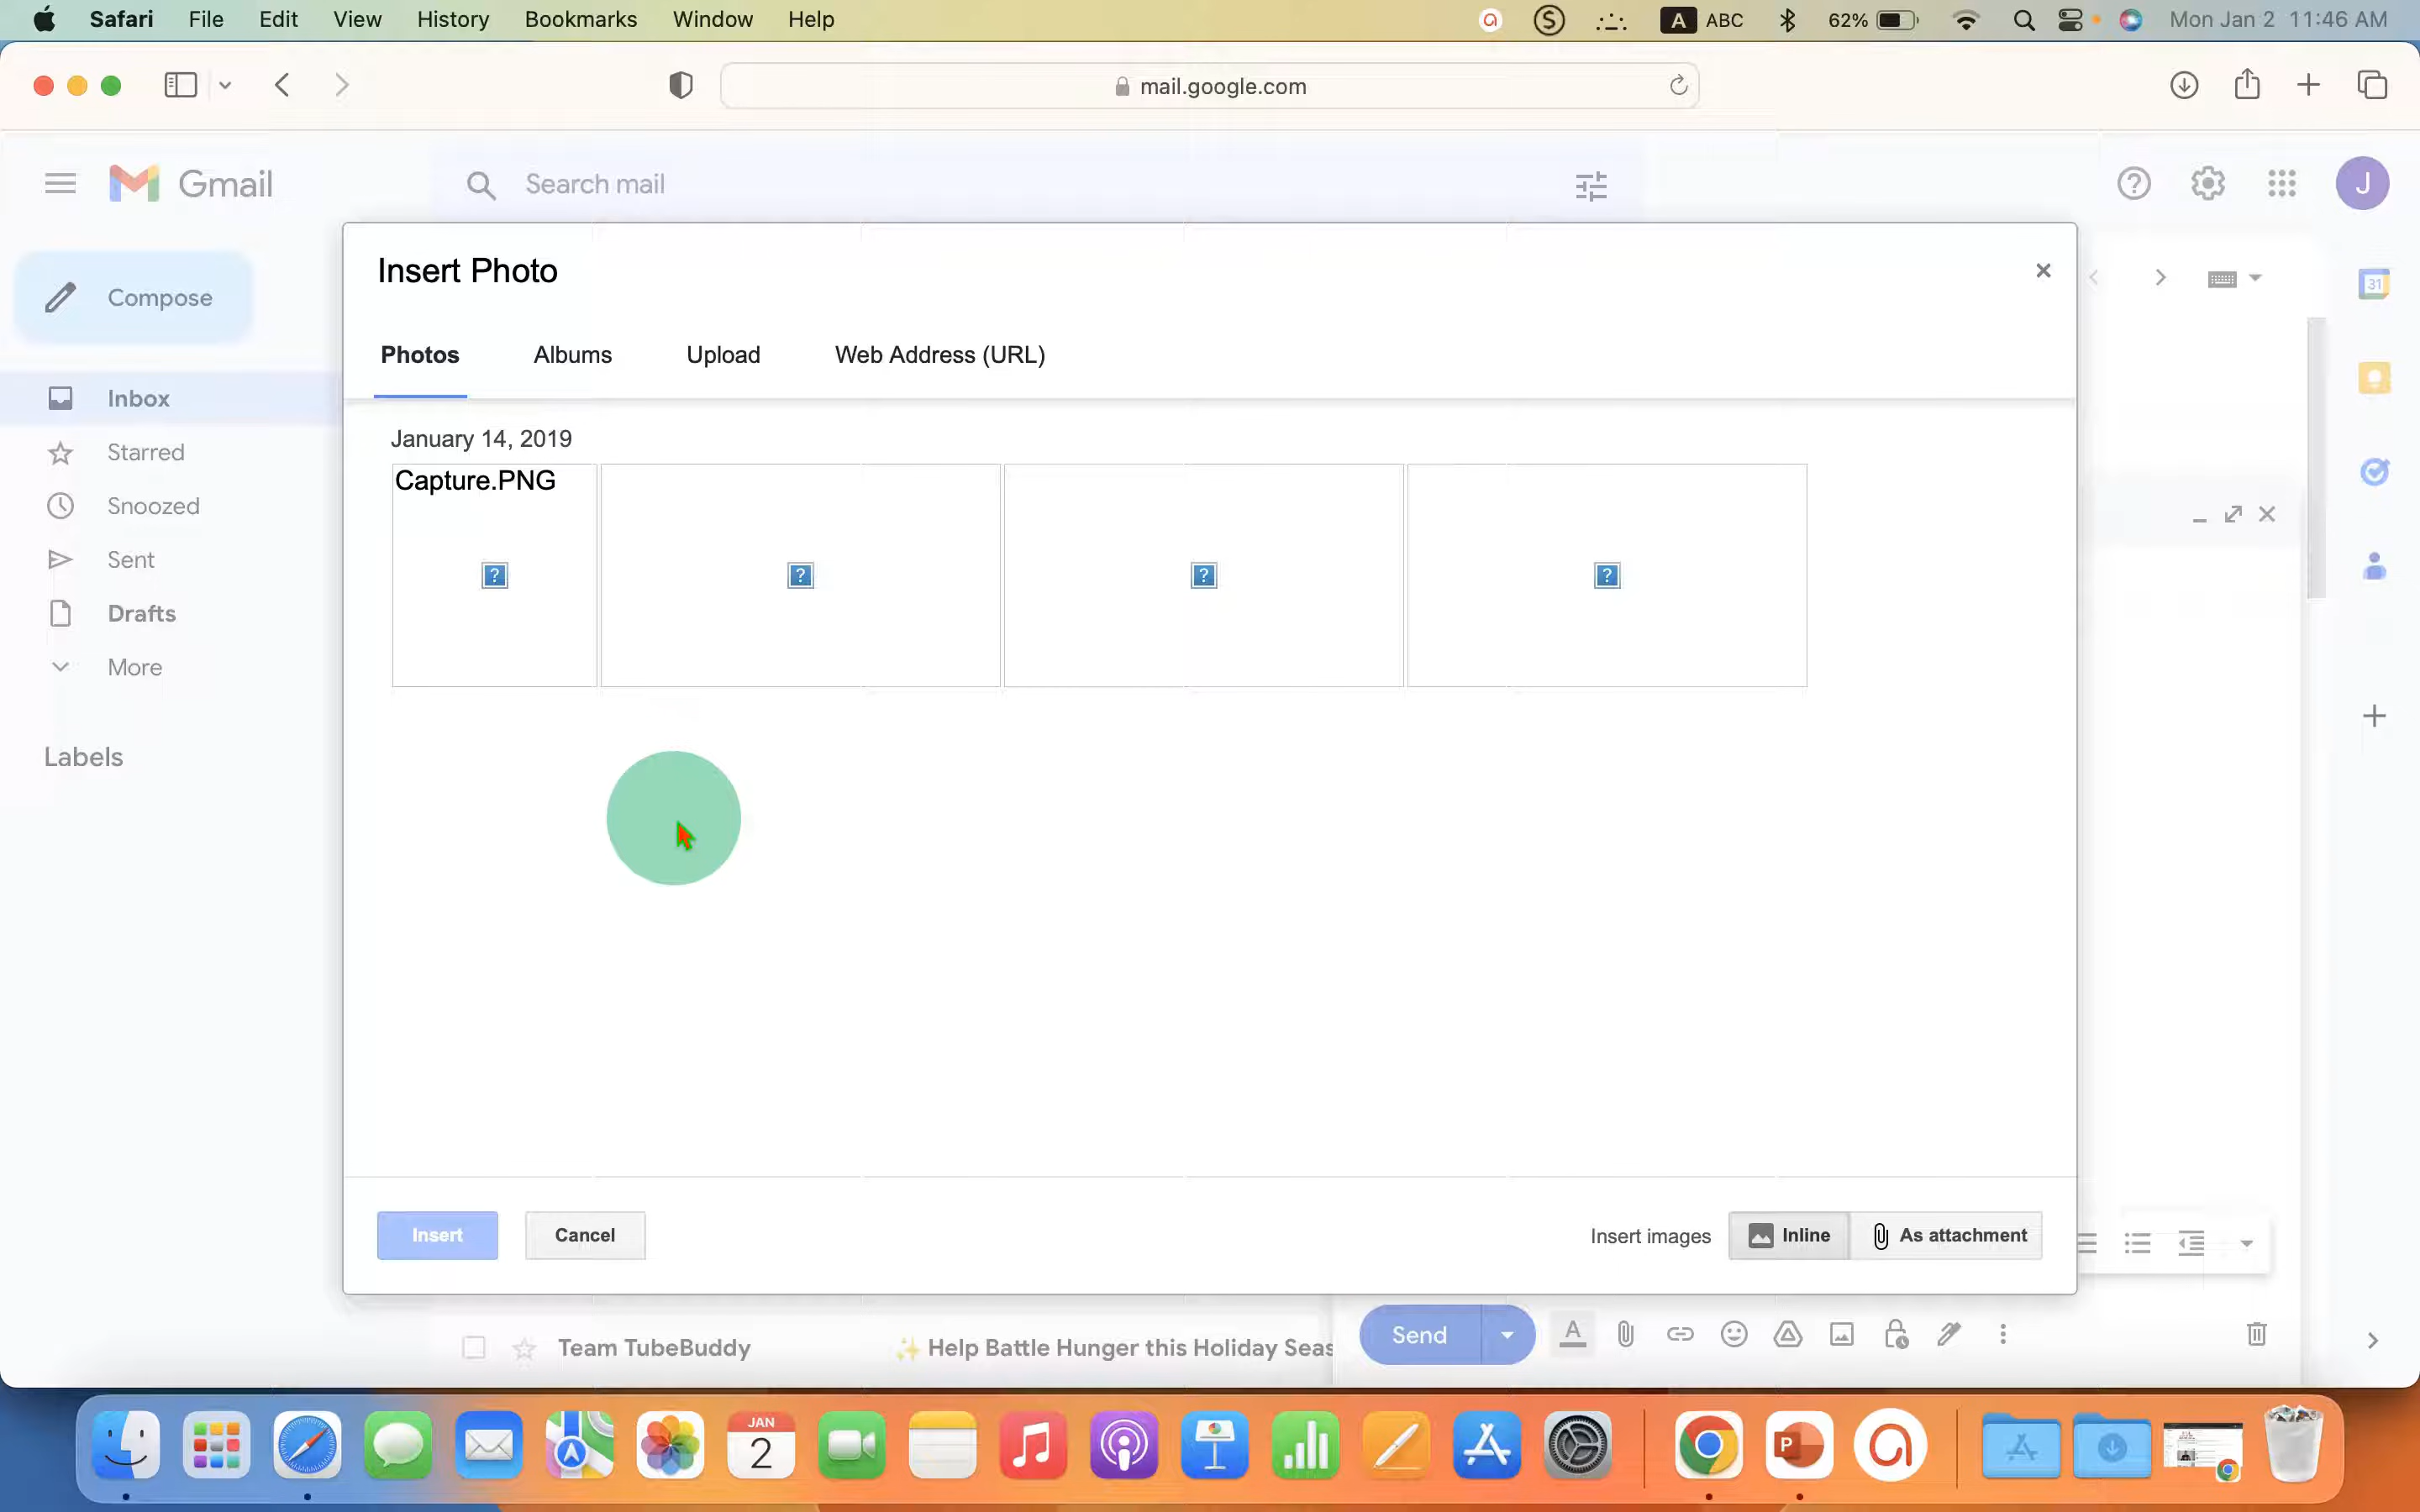 Safari File Edit View History Bookmarks Window Help A ABC 62% Mon Jan 2 11:46 AM
mail.google.com
Gmail
Search mail
J
Compose
Insert Photo
31
Photos Albums Upload Web Address (URL)
Inbox
Starred
Snoozed
Sent
Drafts
More
Labels
January 14, 2019
Capture.PNG
Insert Cancel Insert images Inline As attachment
Team TubeBuddy ✨ Help Battle Hunger this Holiday Seas
Send
JAN
2